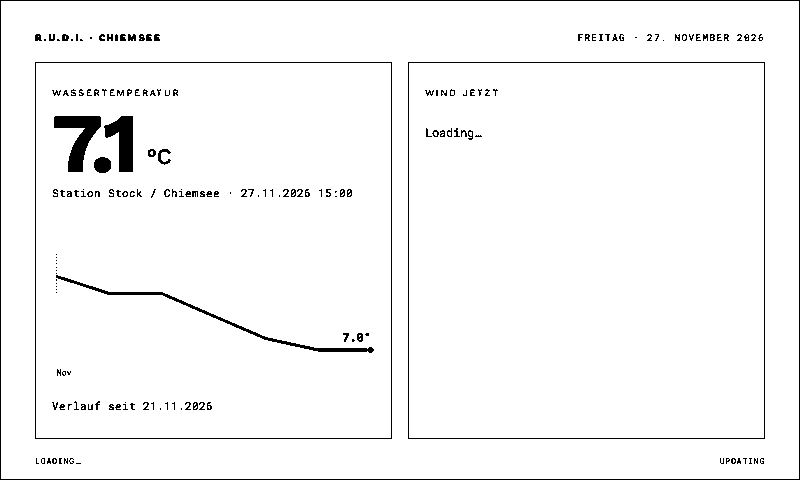 R.U.D.I. · CHIEMSEE
FREITAG · 27. NOVEMBER 2026
WASSERTEMPERATUR
7.1 °C
Station Stock / Chiemsee · 27.11.2026 15:00
7.0°
Nov
Verlauf seit 21.11.2026
WIND JETZT
Loading…
LOADING…
UPDATING